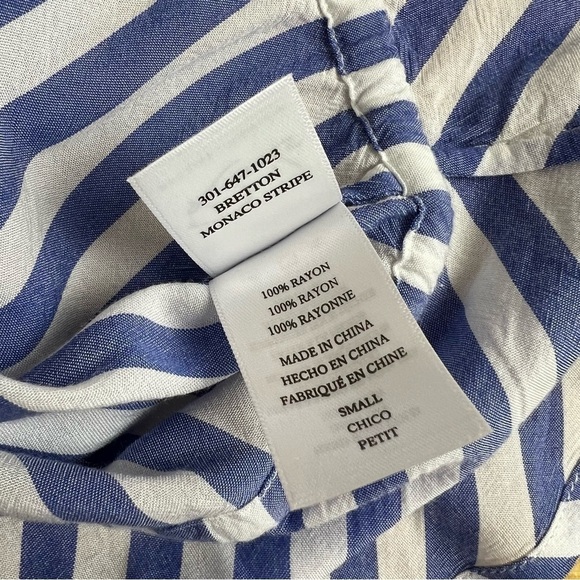 301-647-1023
BRETTON
MONACO STRIPE
100% RAYON
100% RAYON
100% RAYONNE
MADE IN CHINA
HECHO EN CHINA
FABRIQUÉ EN CHINE
SMALL
CHICO
PETIT